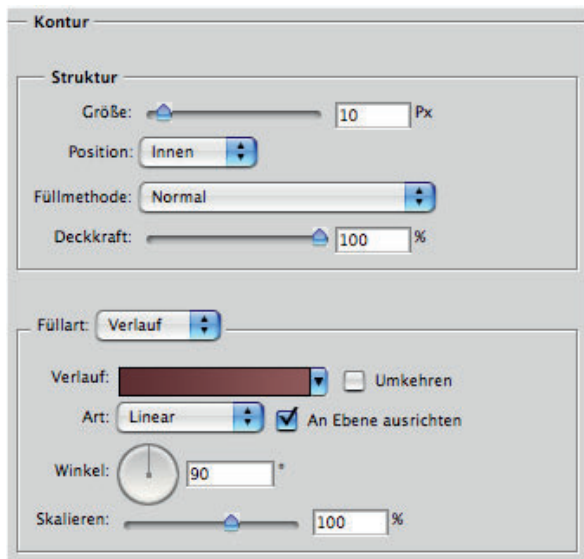 Kontur
Struktur
Größe: 10 Px
Position: Innen
Füllmethode: Normal
Deckkraft: 100 %
Füllart: Verlauf
Verlauf: Umkehren
Art: Linear An Ebene ausrichten
Winkel: 90 °
Skalieren: 100 %